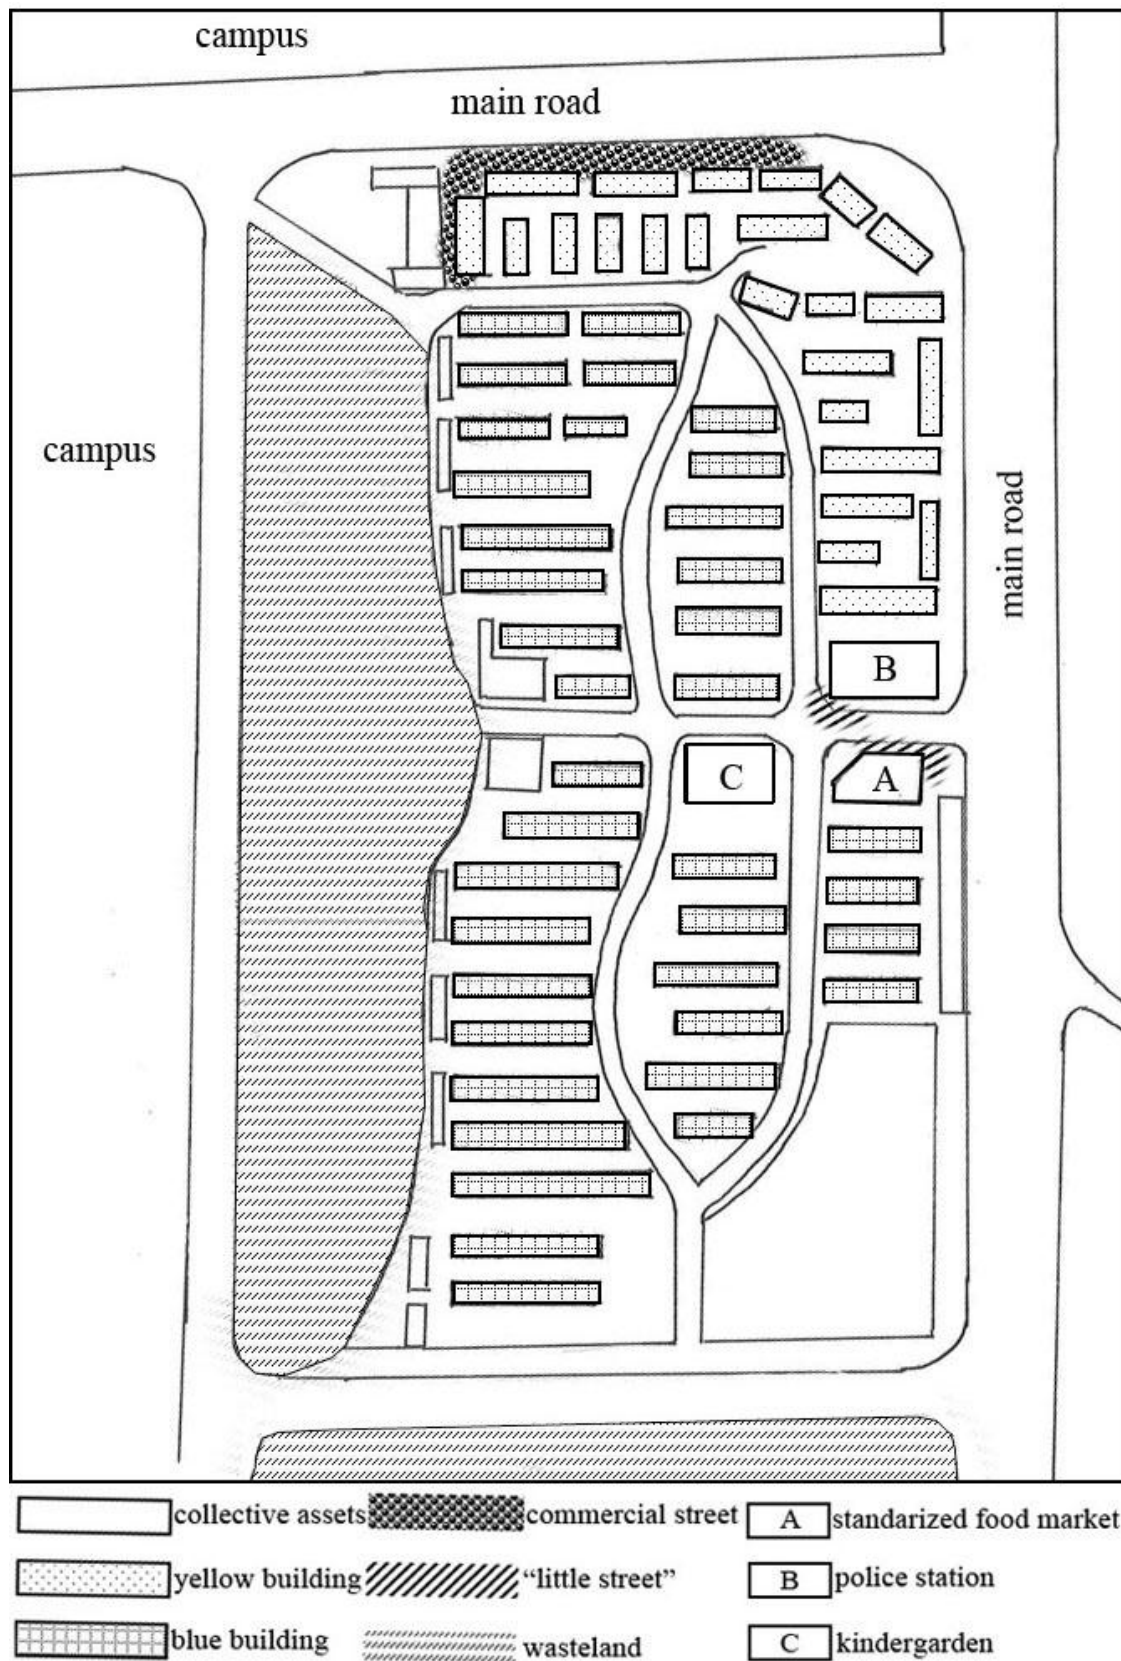 campus
main road
campus
main road
B
A
C
collective assets
commercial street
A standarized food market
yellow building
“little street”
B police station
blue building
wasteland
C kindergarden